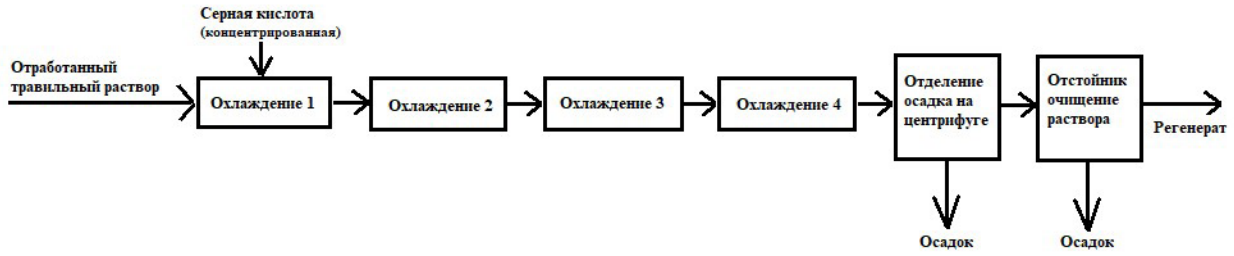 Серная кислота
(концентрированная)
Отработанный
травильный раствор
Охлаждение 1
Охлаждение 2
Охлаждение 3
Охлаждение 4
Отделение
осадка на
центрифуге
Отстойник
очищение
раствора
Регенерат
Осадок
Осадок